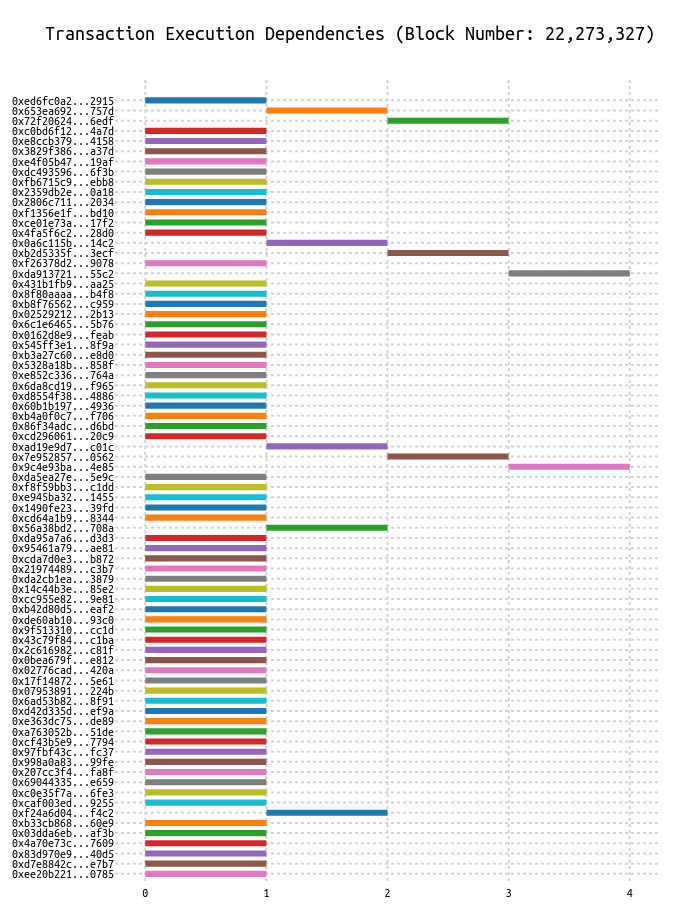 Transaction Execution Dependencies (Block Number: 22,273,327)
0xed6fc0a2...2915
0x653ea692...757d
0x72f20624...6edf
0xc0bd6f12...4a7d
0xe8ccb379...4158
0x3829f386...a37d
0xe4f05b47...19af
0xdc493596...6f3b
0xfb6715c9...ebb8
0x2359db2e...0a18
0x2806c711...2034
0xf1356e1f...bd10
0xce01e73a...17f2
0x4fa5f6c2...28d0
0x0a6c115b...14c2
0xb2d5335f...3ecf
0xf26378d2...9078
0xda913721...55c2
0x431b1fb9...aa25
0x8f80aaaa...b4f8
0xb8f76562...c959
0x02529212...2b13
0x6c1e6465...5b76
0x0162d8e9...feab
0x545ff3e1...8f9a
0xb3a27c60...e8d0
0x5328a18b...858f
0xe852c336...764a
0x6da8cd19...f965
0xd8554f38...4886
0x60b1b197...4936
0xb4a0f0c7...f706
0x86f34adc...d6bd
0xcd296061...20c9
0xad19e9d7...c01c
0x7e952857...0562
0x9c4e93ba...4e85
0xda5ea27e...5e9c
0xf8f59bb3...c1dd
0xe945ba32...1455
0x1490fe23...39fd
0xcd64a1b9...8344
0x56a38bd2...708a
0xda95a7a6...d3d3
0x95461a79...ae81
0xcda7d0e3...b872
0x21974489...c3b7
0xda2cb1ea...3879
0x14c44b3e...85e2
0xcc955e82...9e81
0xb42d80d5...eaf2
0xde60ab10...93c0
0x9f513310...cc1d
0x43c79f84...c1ba
0x2c616982...c81f
0x0bea679f...e812
0x02776cad...420a
0x17f14872...5e61
0x07953891...224b
0x6ad53b82...8f91
0xd42d335d...ef9a
0xe363dc75...de89
0xa763052b...51de
0xcf43b5e9...7794
0x97fbf43c...fc37
0x998a0a83...99fe
0x207cc3f4...fa8f
0x69044335...e659
0xc0e35f7a...6fe3
0xcaf003ed...9255
0xf24a6d04...f4c2
0xb33cb868...60e9
0x03dda6eb...af3b
0x4a70e73c...7609
0x83d970e9...40d5
0xd7e8842c...e7b7
0xee20b221...0785
0 1 2 3 4